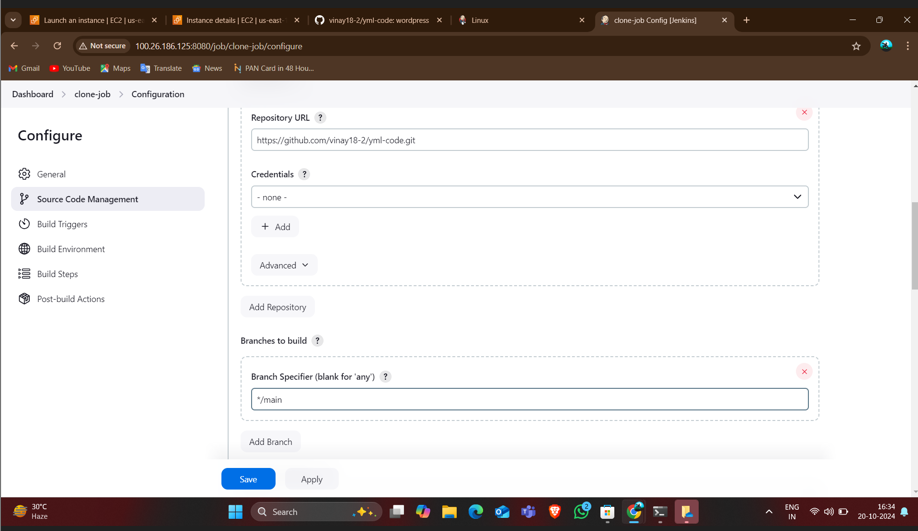 Launch an instance | EC2 | us-ea
Instance details | EC2 | us-east-
vinay18-2/yml-code: wordpress
Linux
clone-job Config [Jenkins]
Not secure
100.26.186.125:8080/job/clone-job/configure
Gmail
YouTube
Maps
Translate
News
PAN Card in 48 Hou...
Dashboard > clone-job > Configuration
Configure
General
Source Code Management
Build Triggers
Build Environment
Build Steps
Post-build Actions
Repository URL ?
https://github.com/vinay18-2/yml-code.git
Credentials ?
- none -
+ Add
Advanced
Add Repository
Branches to build ?
Branch Specifier (blank for 'any') ?
*/main
Add Branch
Save
Apply
30°C
Haze
Search
2
ENG
IN
16:34
20-10-2024